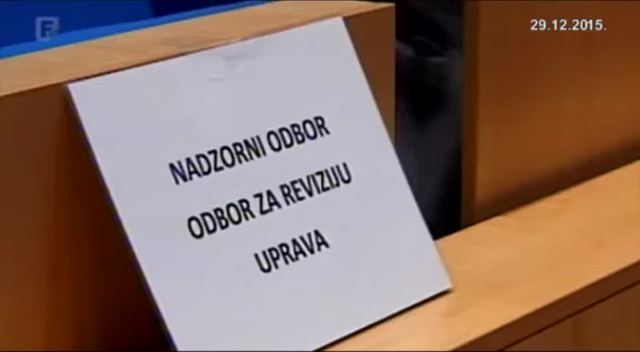 29.12.2015.
NADZORNI ODBOR
ODBOR ZA REVIZIJU
UPRAVA